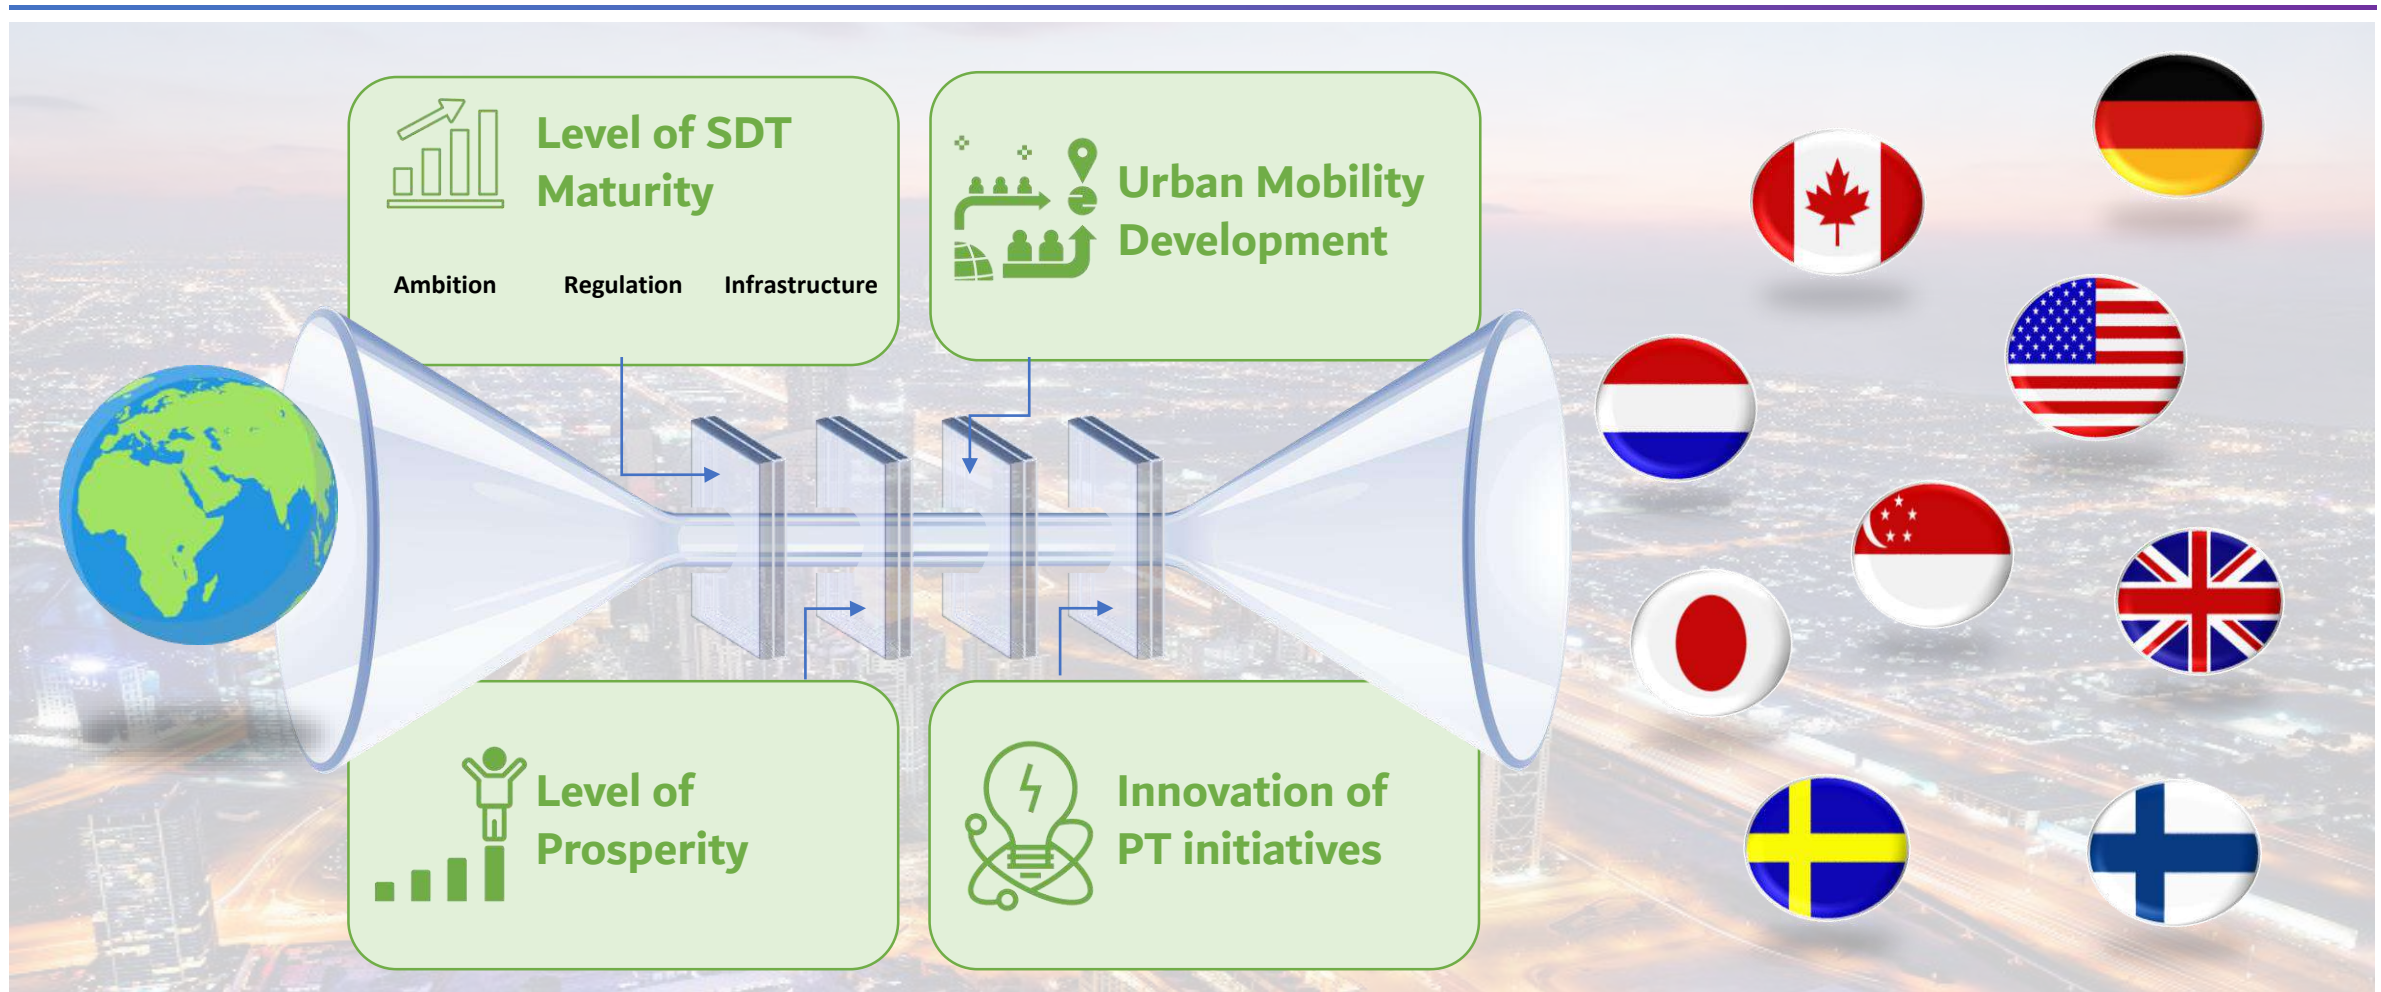 Level of SDT
Maturity
Ambition Regulation Infrastructure
Urban Mobility
Development
Level of
Prosperity
Innovation of
PT initiatives